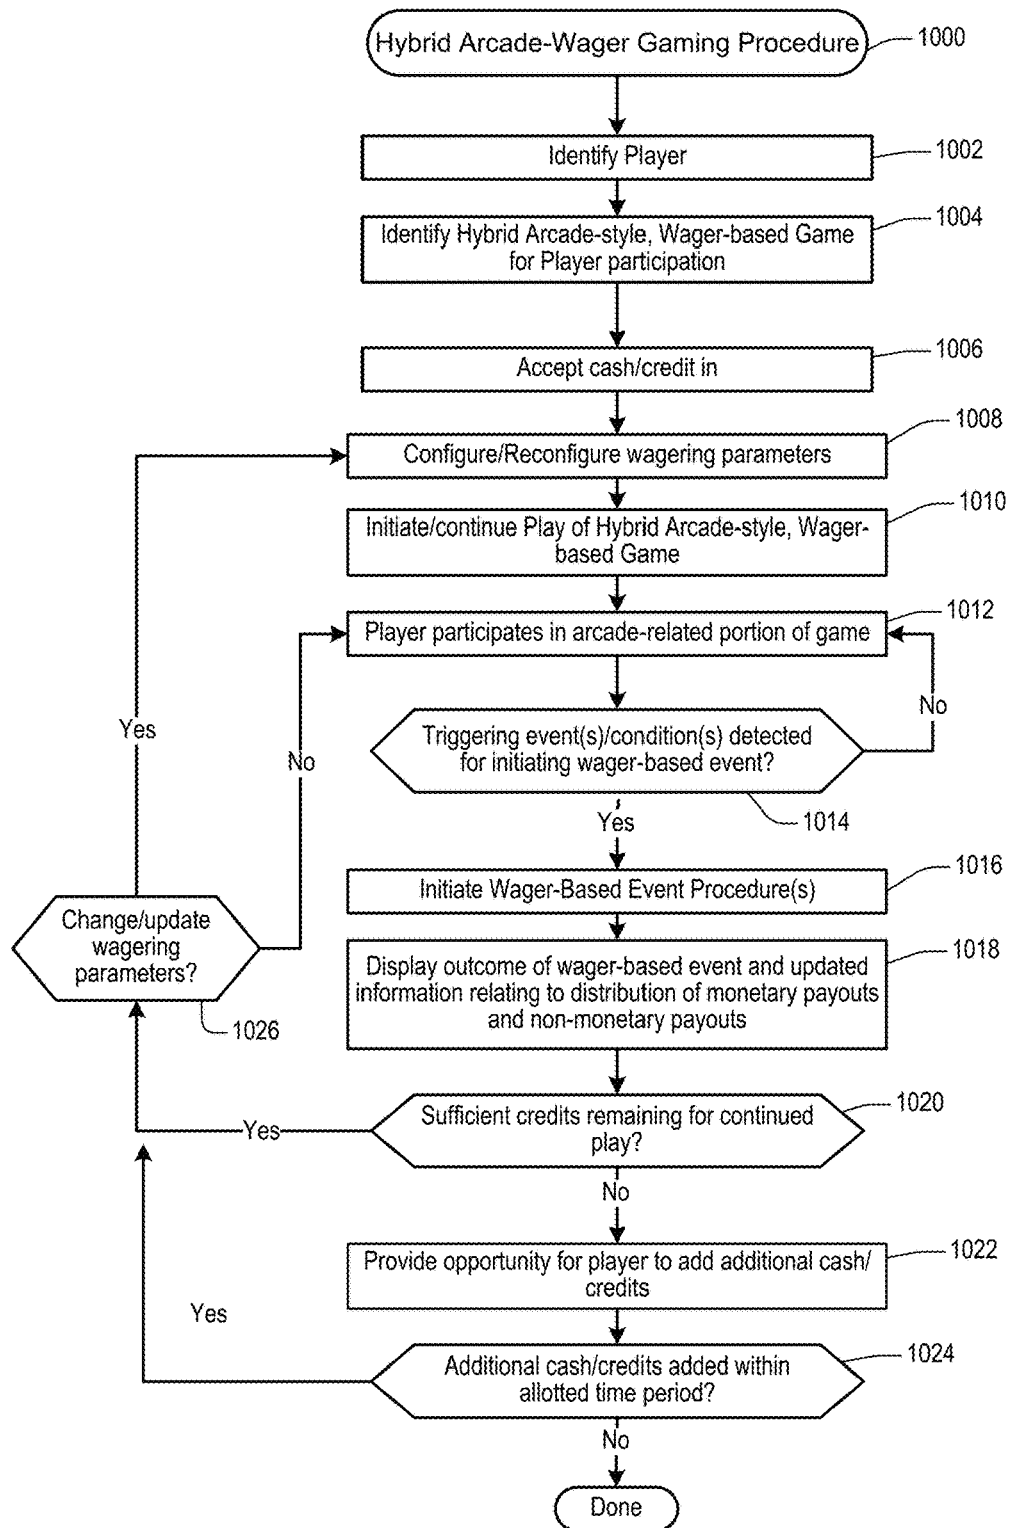 Hybrid Arcade-Wager Gaming Procedure
1000
Identify Player
1002
Identify Hybrid Arcade-style, Wager-based Game
for Player participation
1004
Accept cash/credit in
1006
Configure/Reconfigure wagering parameters
1008
Initiate/continue Play of Hybrid Arcade-style, Wager-
based Game
1010
Player participates in arcade-related portion of game
1012
No
Yes
No
Triggering event(s)/condition(s) detected
for initiating wager-based event?
1014
Yes
Initiate Wager-Based Event Procedure(s)
1016
Change/update
wagering
parameters?
1026
Display outcome of wager-based event and updated
information relating to distribution of monetary payouts
and non-monetary payouts
1018
Sufficient credits remaining for continued
play?
1020
Yes
No
Provide opportunity for player to add additional cash/
credits
1022
Yes
Additional cash/credits added within
allotted time period?
1024
No
Done